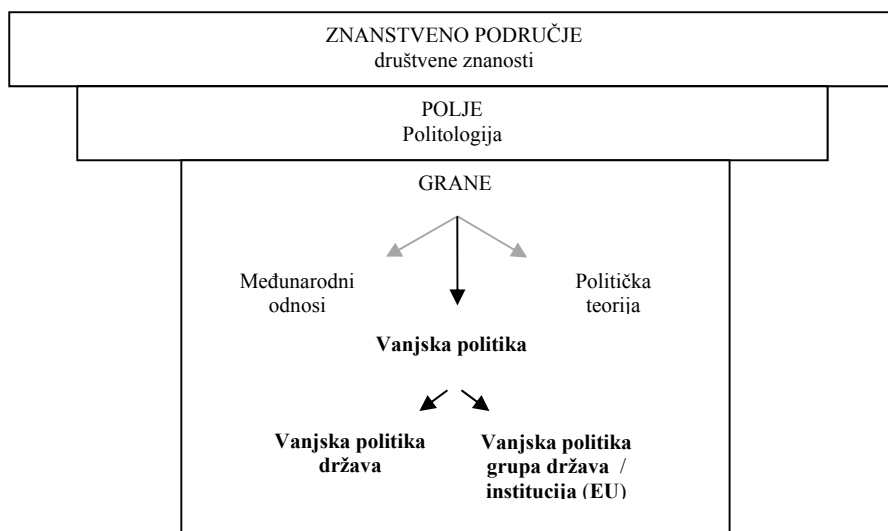 ZNANSTVENO PODRUČJE
društvene znanosti
POLJE
Politologija
GRANE
Međunarodni
odnosi
Politička
teorija
Vanjska politika
Vanjska politika
država
Vanjska politika
grupa država /
institucija (EU)